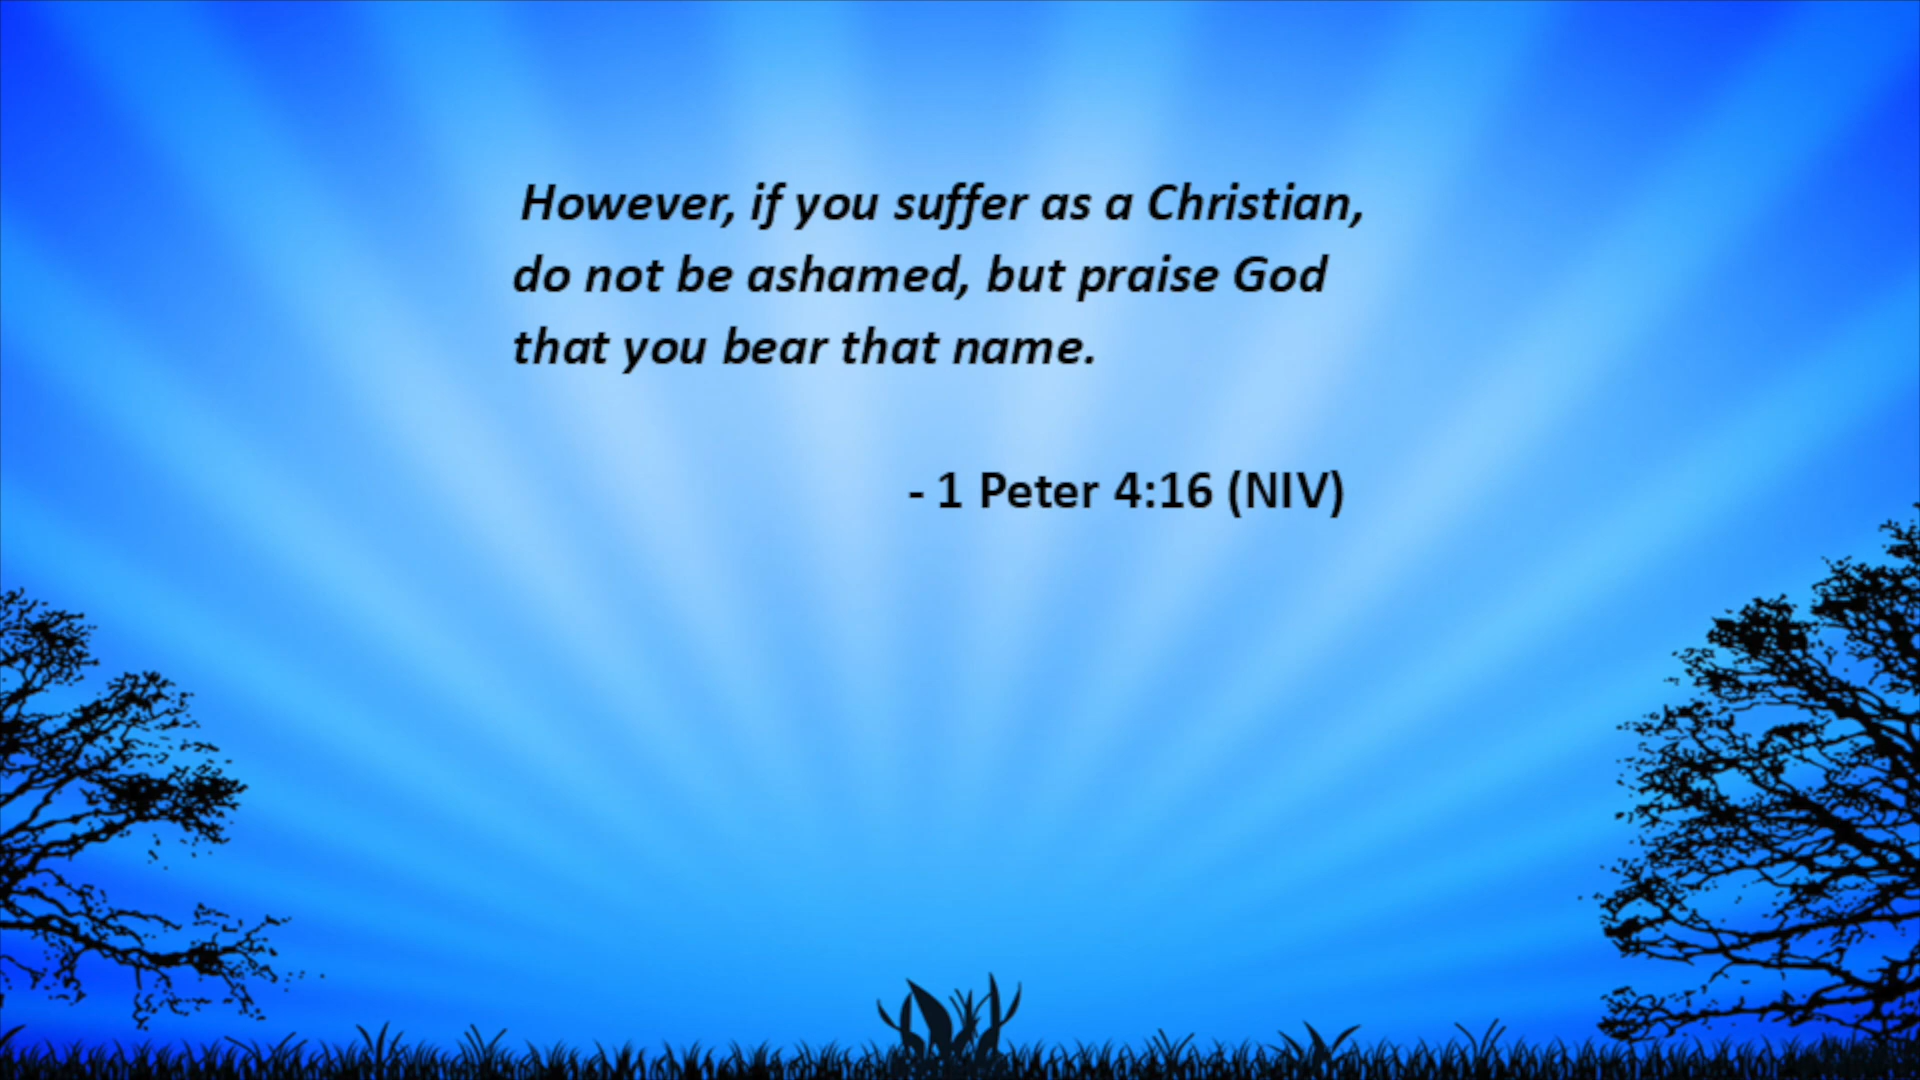 However, if you suffer as a Christian,
do not be ashamed, but praise God
that you bear that name.
- 1 Peter 4:16 (NIV)